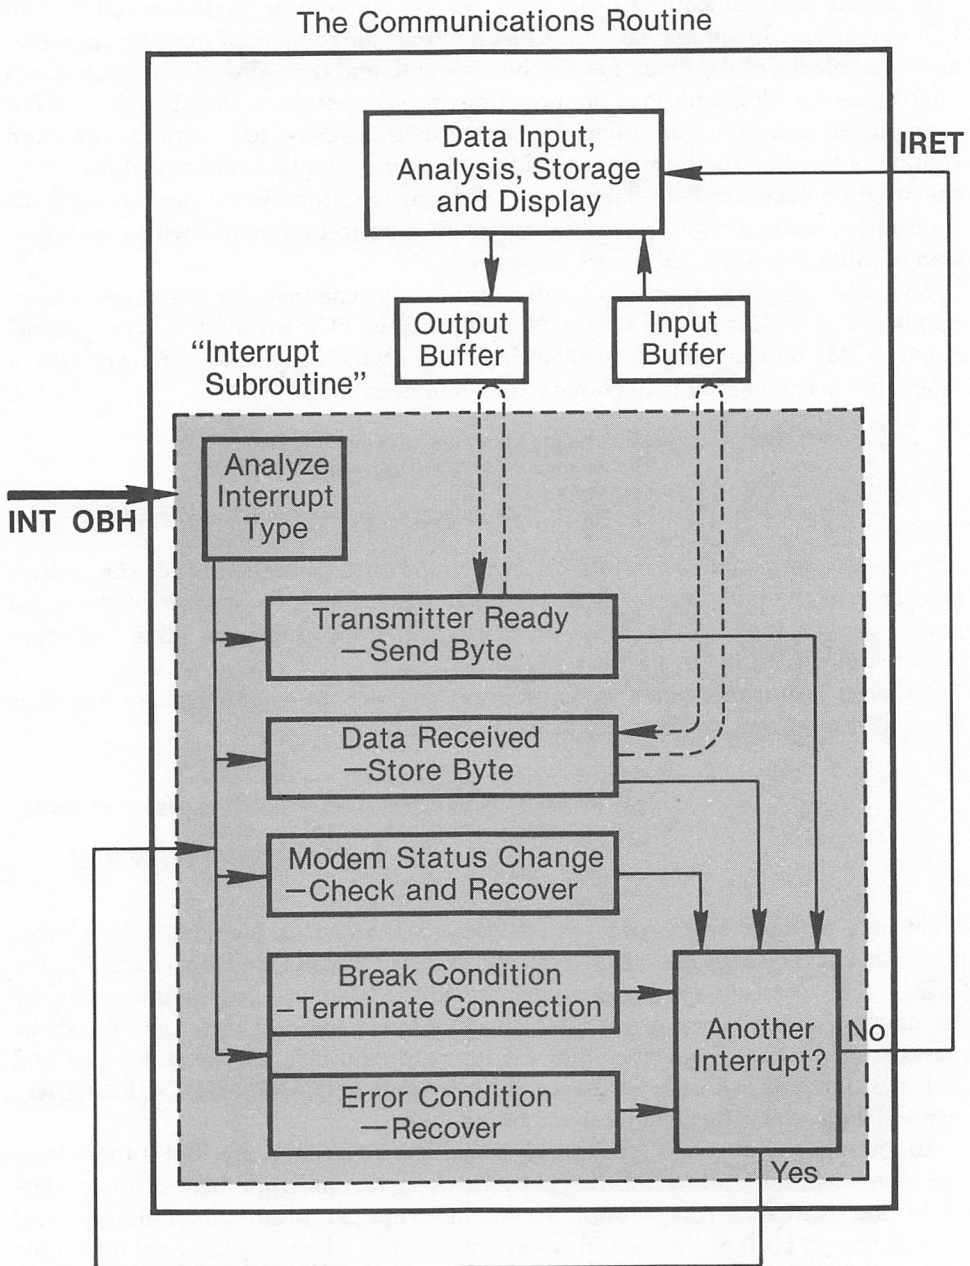 The Communications Routine
Data Input,
Analysis, Storage
and Display
IRET
Output
Buffer
Input
Buffer
"Interrupt
Subroutine"
Analyze
Interrupt
Type
INT OBH
Transmitter Ready
—Send Byte
Data Received
—Store Byte
Modem Status Change
—Check and Recover
Break Condition
—Terminate Connection
Error Condition
—Recover
Another
Interrupt?
No
Yes